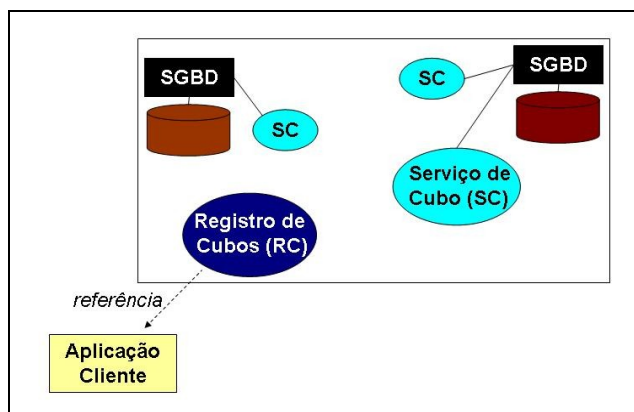 SGBD
SC
SC
SGBD
Serviço de
Cubo (SC)
Registro de
Cubos (RC)
referência
Aplicação
Cliente